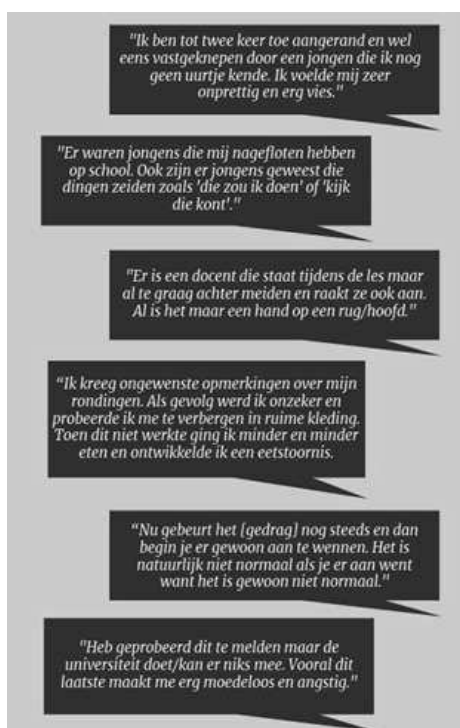 "Ik ben tot twee keer toe aangerand en wel
eens vastgeknepen door een jongen die ik nog
geen uurtje kende. Ik voelde mij zeer
onprettig en erg vies."
"Er waren jongens die mij nagefloten hebben
op school. Ook zijn er jongens geweest die
dingen zeiden zoals 'die zou ik doen' of 'kijk
die kont'."
"Er is een docent die staat tijdens de les maar
al te graag achter meiden en raakt ze ook aan.
Al is het maar een hand op een rug/hoofd."
“Ik kreeg ongewenste opmerkingen over mijn
rondingen. Als gevolg werd ik onzeker en
probeerde ik me te verbergen in ruime kleding.
Toen dit niet werkte ging ik minder en minder
eten en ontwikkelde ik een eetstoornis.
“Nu gebeurt het [gedrag] nog steeds en dan
begin je er gewoon aan te wennen. Het is
natuurlijk niet normaal als je er aan went
want het is gewoon niet normaal."
"Heb geprobeerd dit te melden maar de
universiteit doet/kan er niks mee. Vooral dit
laatste maakt me erg moedeloos en angstig."